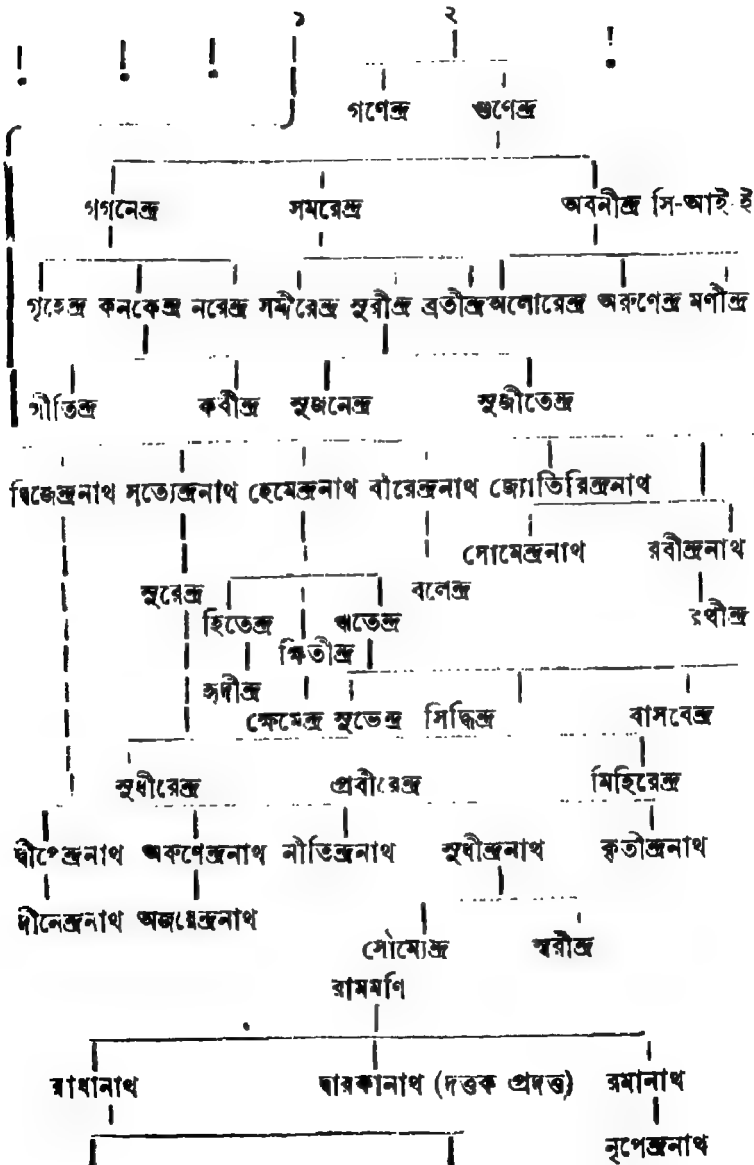 ১ ২
গণেন্দ্র গুণেন্দ্র
গগনেন্দ্র সমরেন্দ্র অবনীন্দ্র সি-আই-ই
গৃহেন্দ্র কনকেন্দ্র নরেন্দ্র সমীরেন্দ্র সুরীন্দ্র ব্রতীন্দ্র অলোরেন্দ্র অরুণেন্দ্র মণীন্দ্র
গীতিন্দ্র কবীন্দ্র সুজনেন্দ্র সুজীতেন্দ্র
দ্বিজেন্দ্রনাথ সত্যেন্দ্রনাথ হেমেন্দ্রনাথ বীরেন্দ্রনাথ জ্যোতিরিন্দ্রনাথ
সোমেন্দ্রনাথ রবীন্দ্রনাথ
সুরেন্দ্র বলেন্দ্র
হিতেন্দ্র ঋতেন্দ্র রথীন্দ্র
ক্ষিতীন্দ্র
হৃদীন্দ্র
ক্ষেমেন্দ্র সুভেন্দ্র সিদ্ধিন্দ্র বাসবেন্দ্র
সুধীরেন্দ্র প্রবীরেন্দ্র মিহিরেন্দ্র
দ্বীপেন্দ্রনাথ অরুণেন্দ্রনাথ নীতিন্দ্রনাথ সুধীন্দ্রনাথ কৃতীন্দ্রনাথ
দীনেন্দ্রনাথ অজয়েন্দ্রনাথ
সৌম্যেন্দ্র স্বরীন্দ্র
রামমণি
রাধানাথ দ্বারকানাথ (দত্তক প্রদত্ত) রমানাথ
নৃপেন্দ্রনাথ